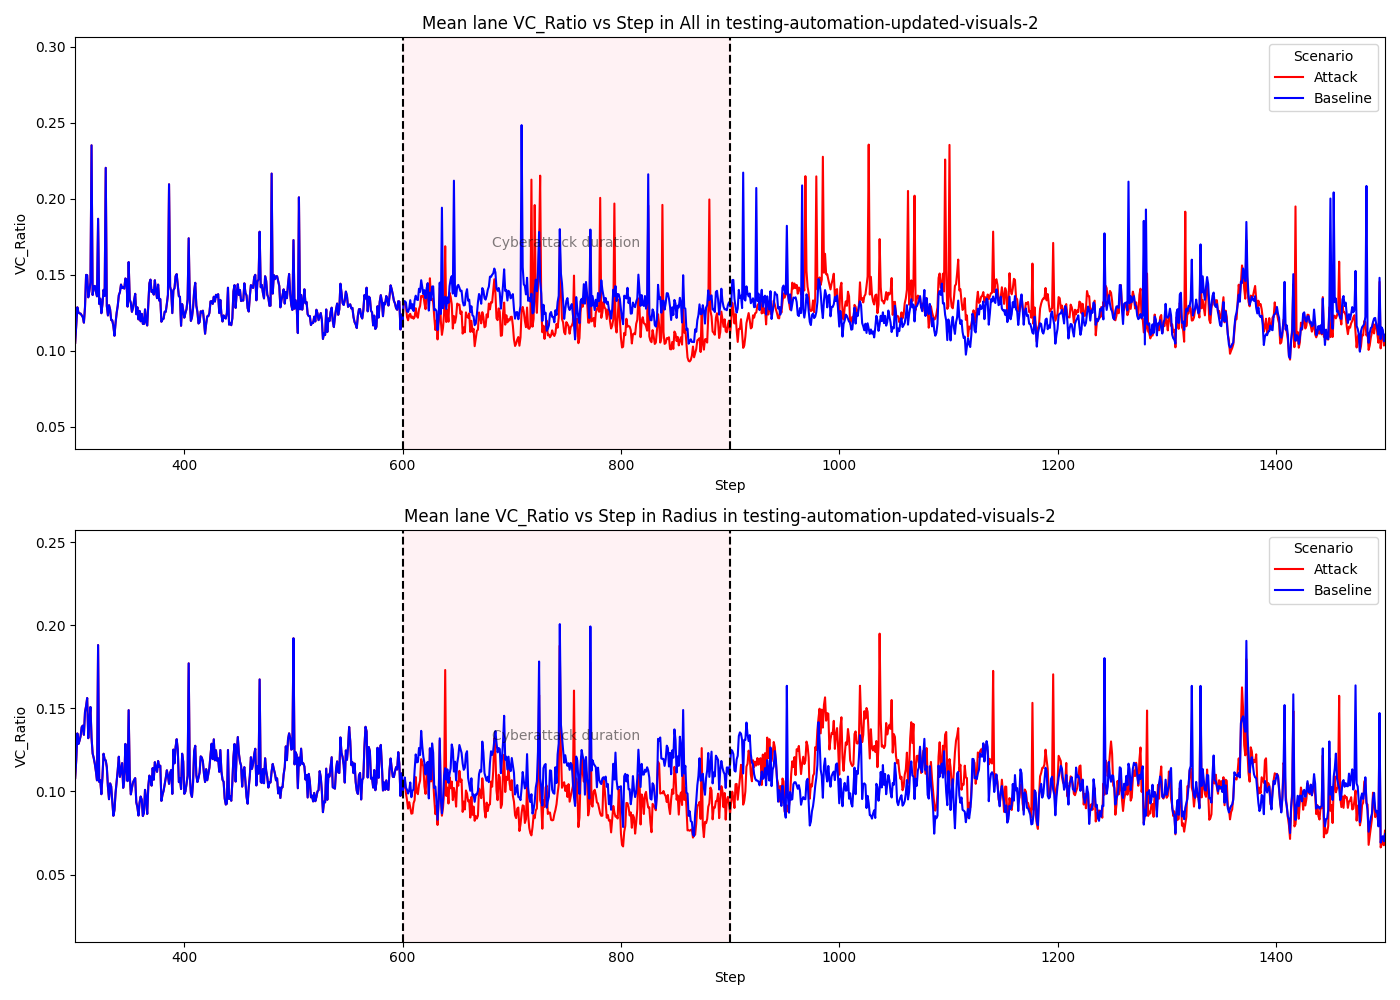 Mean lane VC_Ratio vs Step in All in testing-automation-updated-visuals-2
0.30
0.25
0.20
0.15
0.10
0.05
VC_Ratio
Scenario
Attack
Baseline
Cyberattack duration
400 600 800 1000 1200 1400
Step
Mean lane VC_Ratio vs Step in Radius in testing-automation-updated-visuals-2
0.25
0.20
0.15
0.10
0.05
VC_Ratio
Scenario
Attack
Baseline
Cyberattack duration
400 600 800 1000 1200 1400
Step